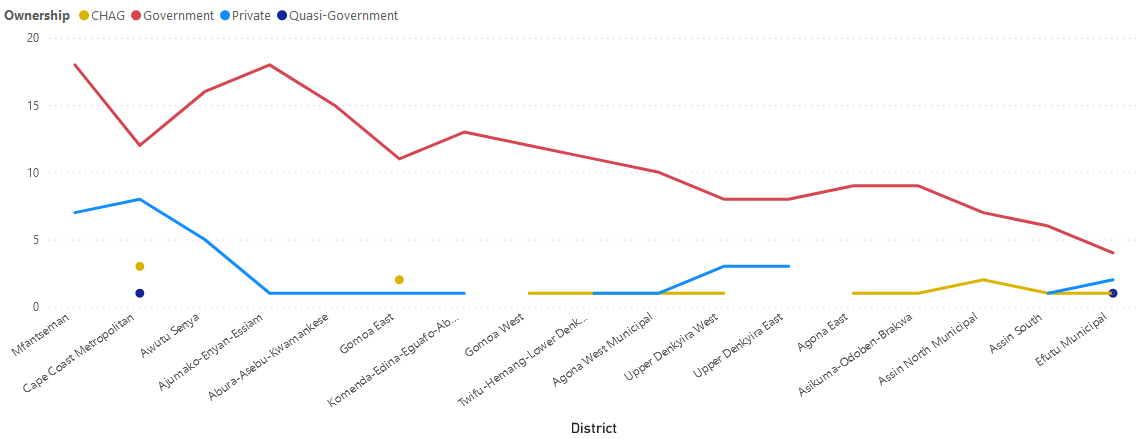 Ownership CHAG Government Private Quasi-Government
20
15
10
5
0
Mfantseman
Cape Coast Metropolitan
Awutu Senya
Ajumako-Enyan-Essiam
Abura-Asebu-Kwamankese
Gomoa East
Komenda-Edina-Eguafo-Ab...
Gomoa West
Twifu-Hemang-Lower Denk...
Agona West Municipal
Upper Denkyira West
Upper Denkyira East
Agona East
Asikuma-Odoben-Brakwa
Assin North Municipal
Assin South
Efutu Municipal
District